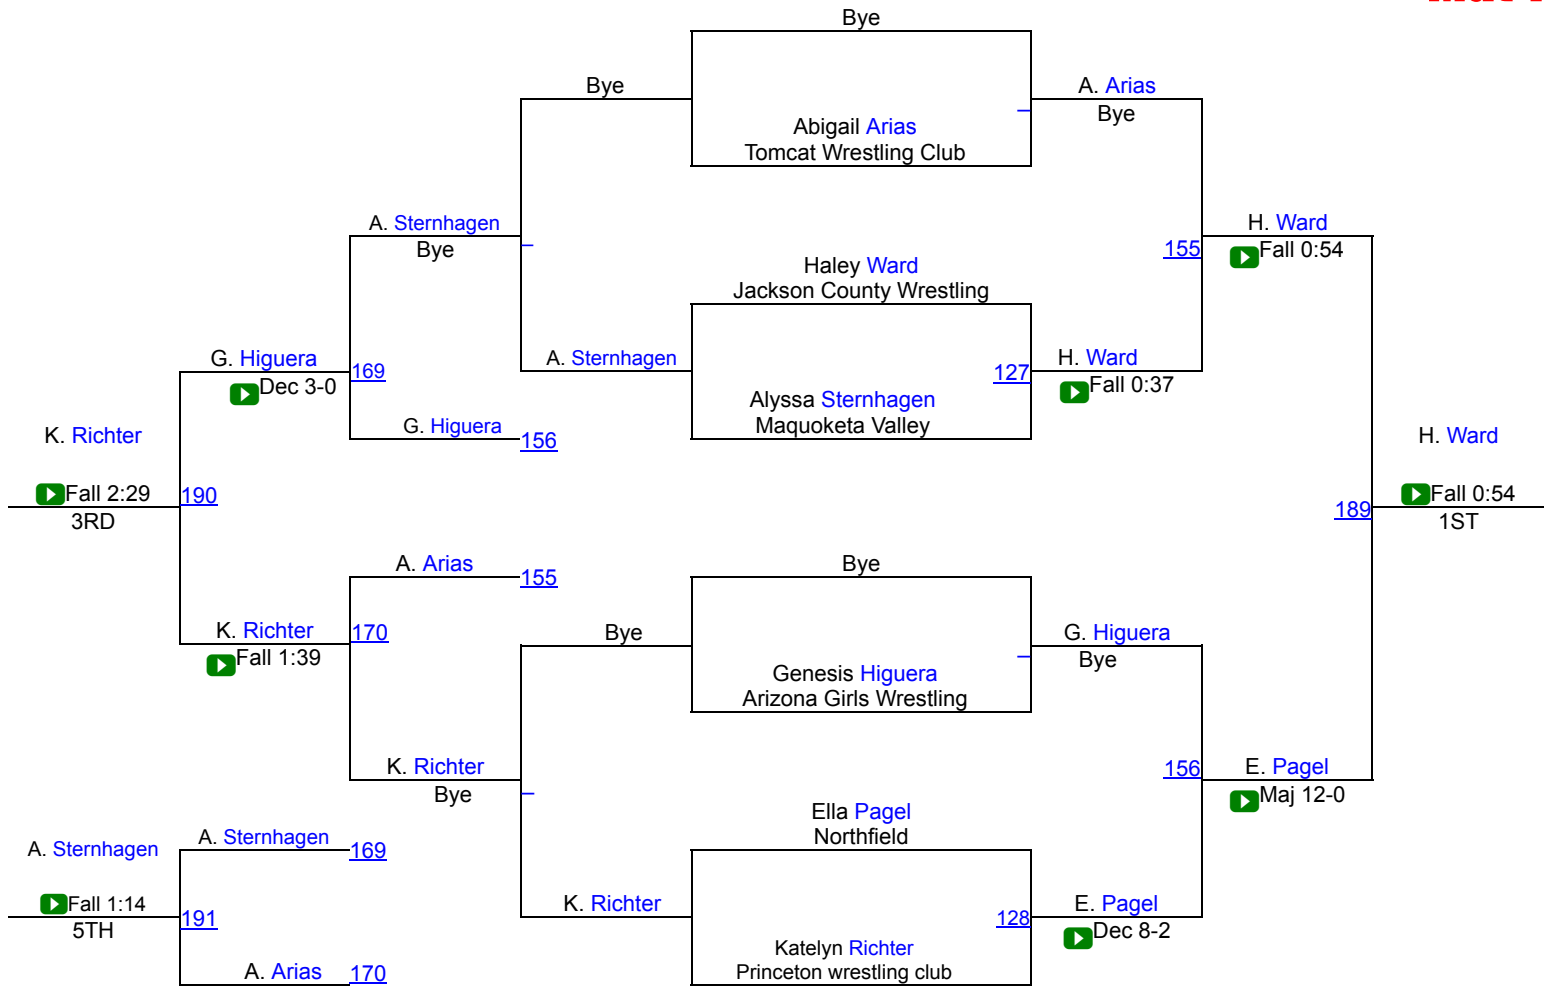 Bye
Bye
A. Arias
Bye
Abigail Arias
Tomcat Wrestling Club
A. Sternhagen
Bye
H. Ward
155
Fall 0:54
Haley Ward
Jackson County Wrestling
G. Higuera
169
Dec 3-0
A. Sternhagen
127
H. Ward
Fall 0:37
Alyssa Sternhagen
Maquoketa Valley
G. Higuera
156
K. Richter
H. Ward
Fall 2:29
190
3RD
189
Fall 0:54
1ST
A. Arias
155
Bye
K. Richter
170
Fall 1:39
Bye
G. Higuera
Bye
Genesis Higuera
Arizona Girls Wrestling
K. Richter
Bye
156
E. Pagel
Maj 12-0
Ella Pagel
Northfield
A. Sternhagen
A. Sternhagen
169
Fall 1:14
191
5TH
K. Richter
128
E. Pagel
Dec 8-2
Katelyn Richter
Princeton wrestling club
A. Arias
170